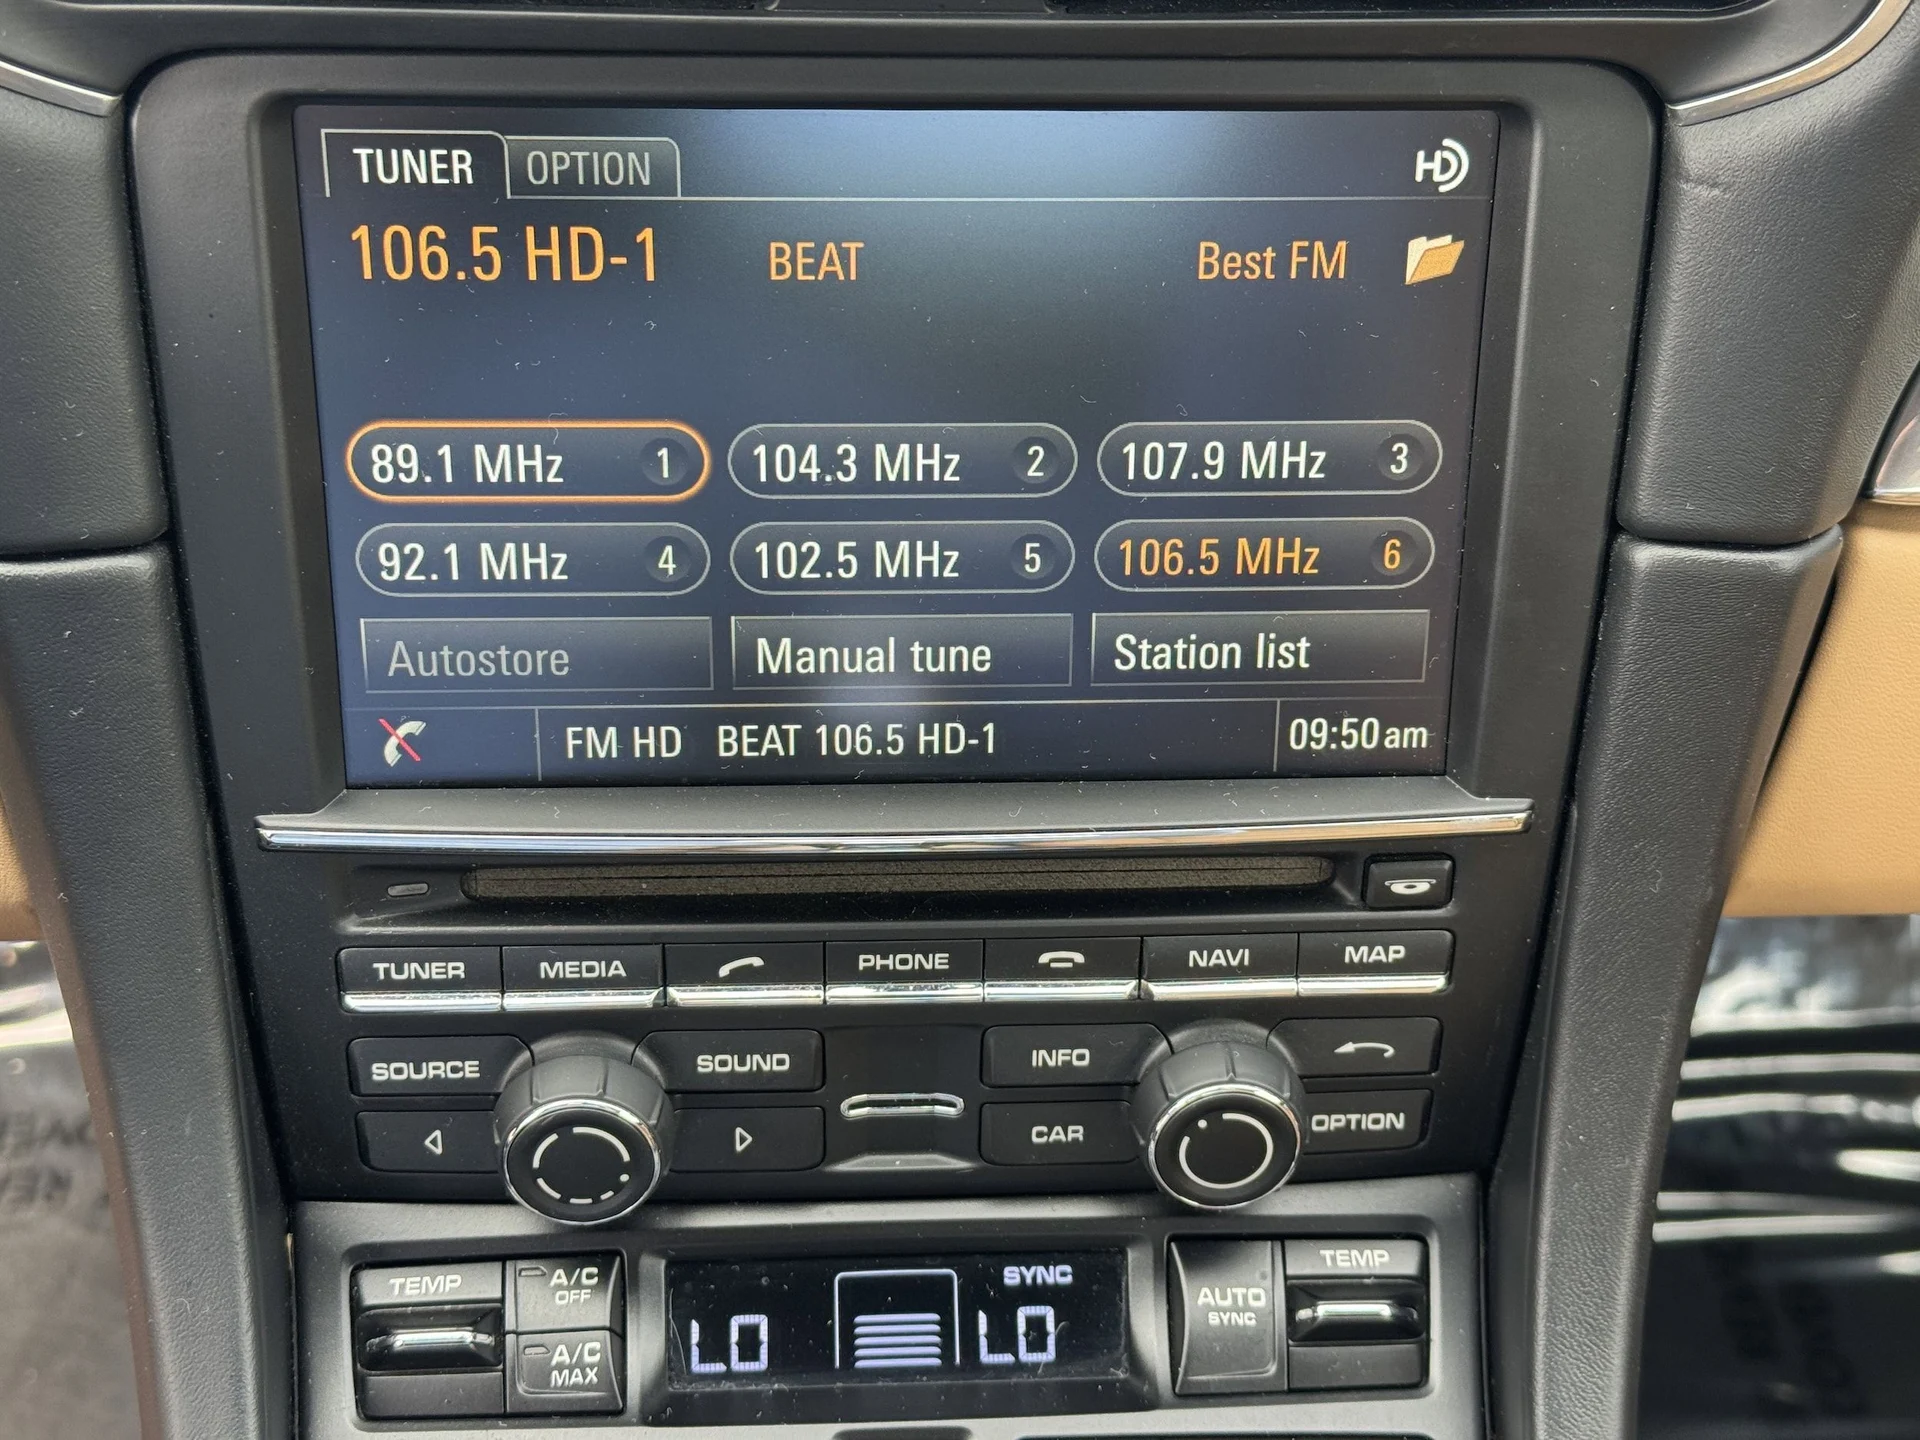 TUNER OPTION HD
106.5 HD-1 BEAT Best FM
89.1 MHz 1 104.3 MHz 2 107.9 MHz 3
92.1 MHz 4 102.5 MHz 5 106.5 MHz 6
Autostore Manual tune Station list
FM HD BEAT 106.5 HD-1 09:50 am
TUNER MEDIA PHONE NAVI MAP
SOURCE SOUND INFO
CAR OPTION
TEMP A/C OFF SYNC AUTO SYNC TEMP
LO LO
A/C MAX